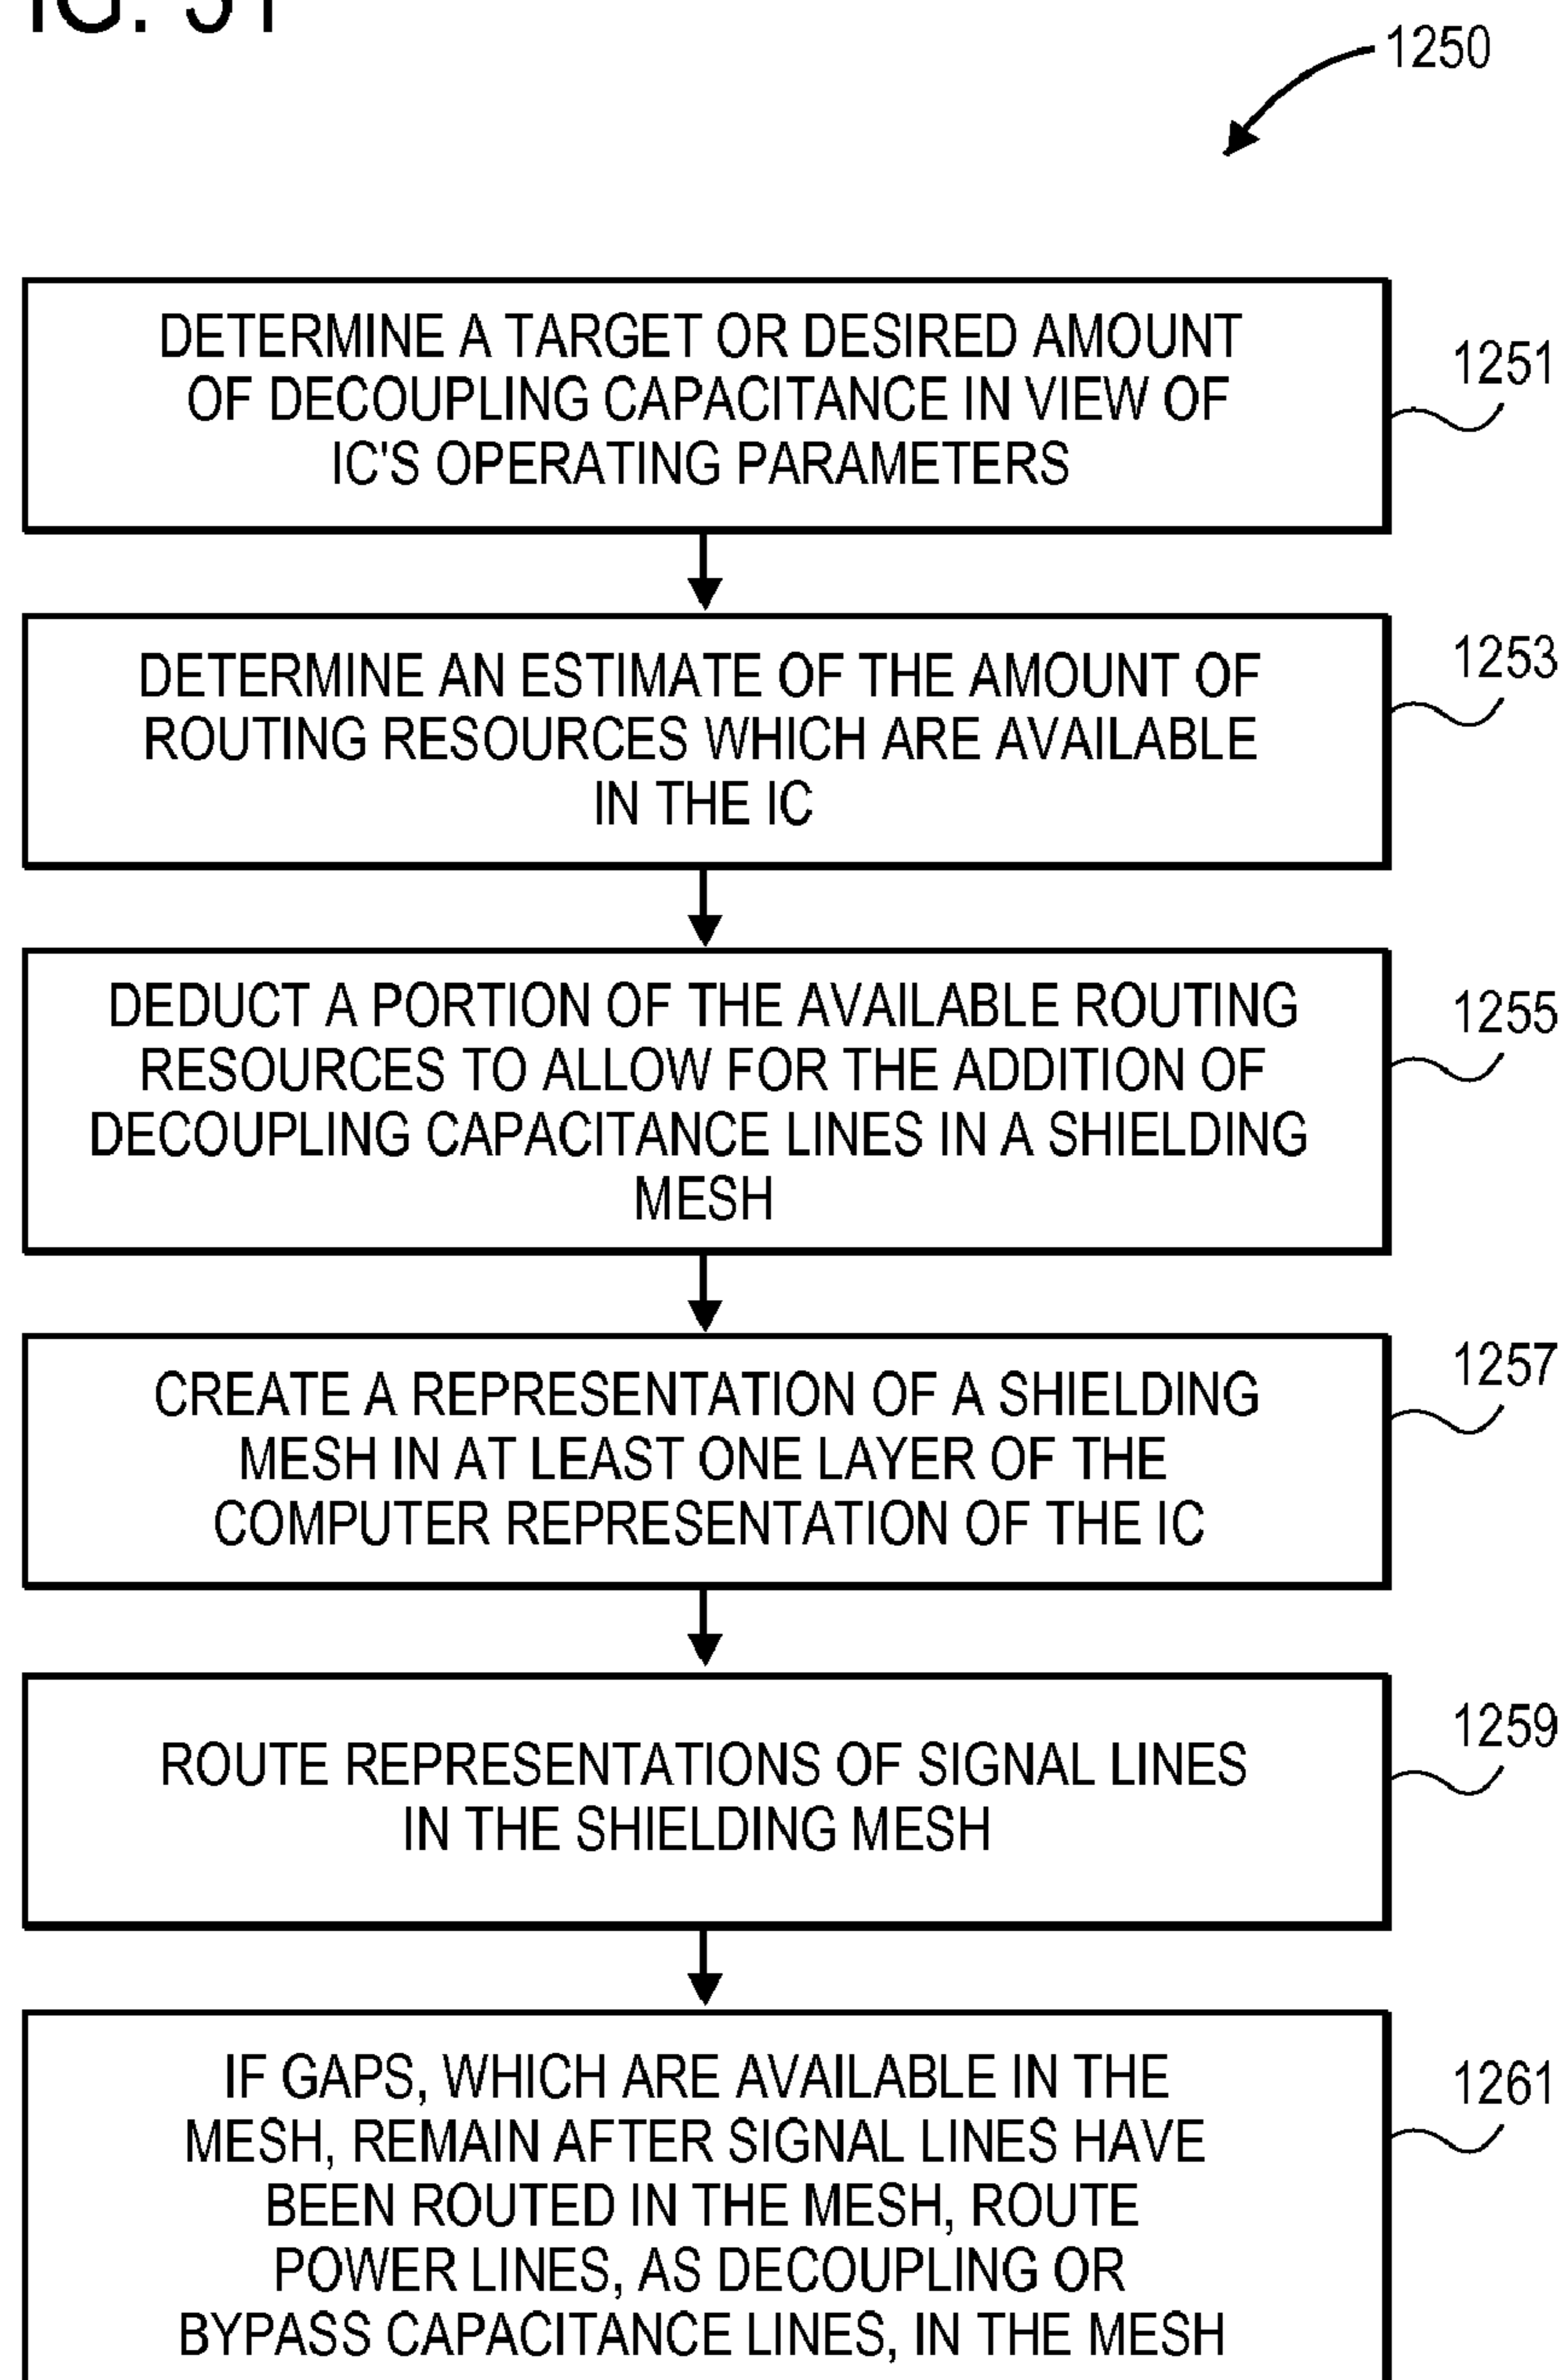 FIG. 31
1250
DETERMINE A TARGET OR DESIRED AMOUNT
OF DECOUPLING CAPACITANCE IN VIEW OF
IC'S OPERATING PARAMETERS
1251
DETERMINE AN ESTIMATE OF THE AMOUNT OF
ROUTING RESOURCES WHICH ARE AVAILABLE
IN THE IC
1253
DEDUCT A PORTION OF THE AVAILABLE ROUTING
RESOURCES TO ALLOW FOR THE ADDITION OF
DECOUPLING CAPACITANCE LINES IN A SHIELDING
MESH
1255
CREATE A REPRESENTATION OF A SHIELDING
MESH IN AT LEAST ONE LAYER OF THE
COMPUTER REPRESENTATION OF THE IC
1257
ROUTE REPRESENTATIONS OF SIGNAL LINES
IN THE SHIELDING MESH
1259
IF GAPS, WHICH ARE AVAILABLE IN THE
MESH, REMAIN AFTER SIGNAL LINES HAVE
BEEN ROUTED IN THE MESH, ROUTE
POWER LINES, AS DECOUPLING OR
BYPASS CAPACITANCE LINES, IN THE MESH
1261